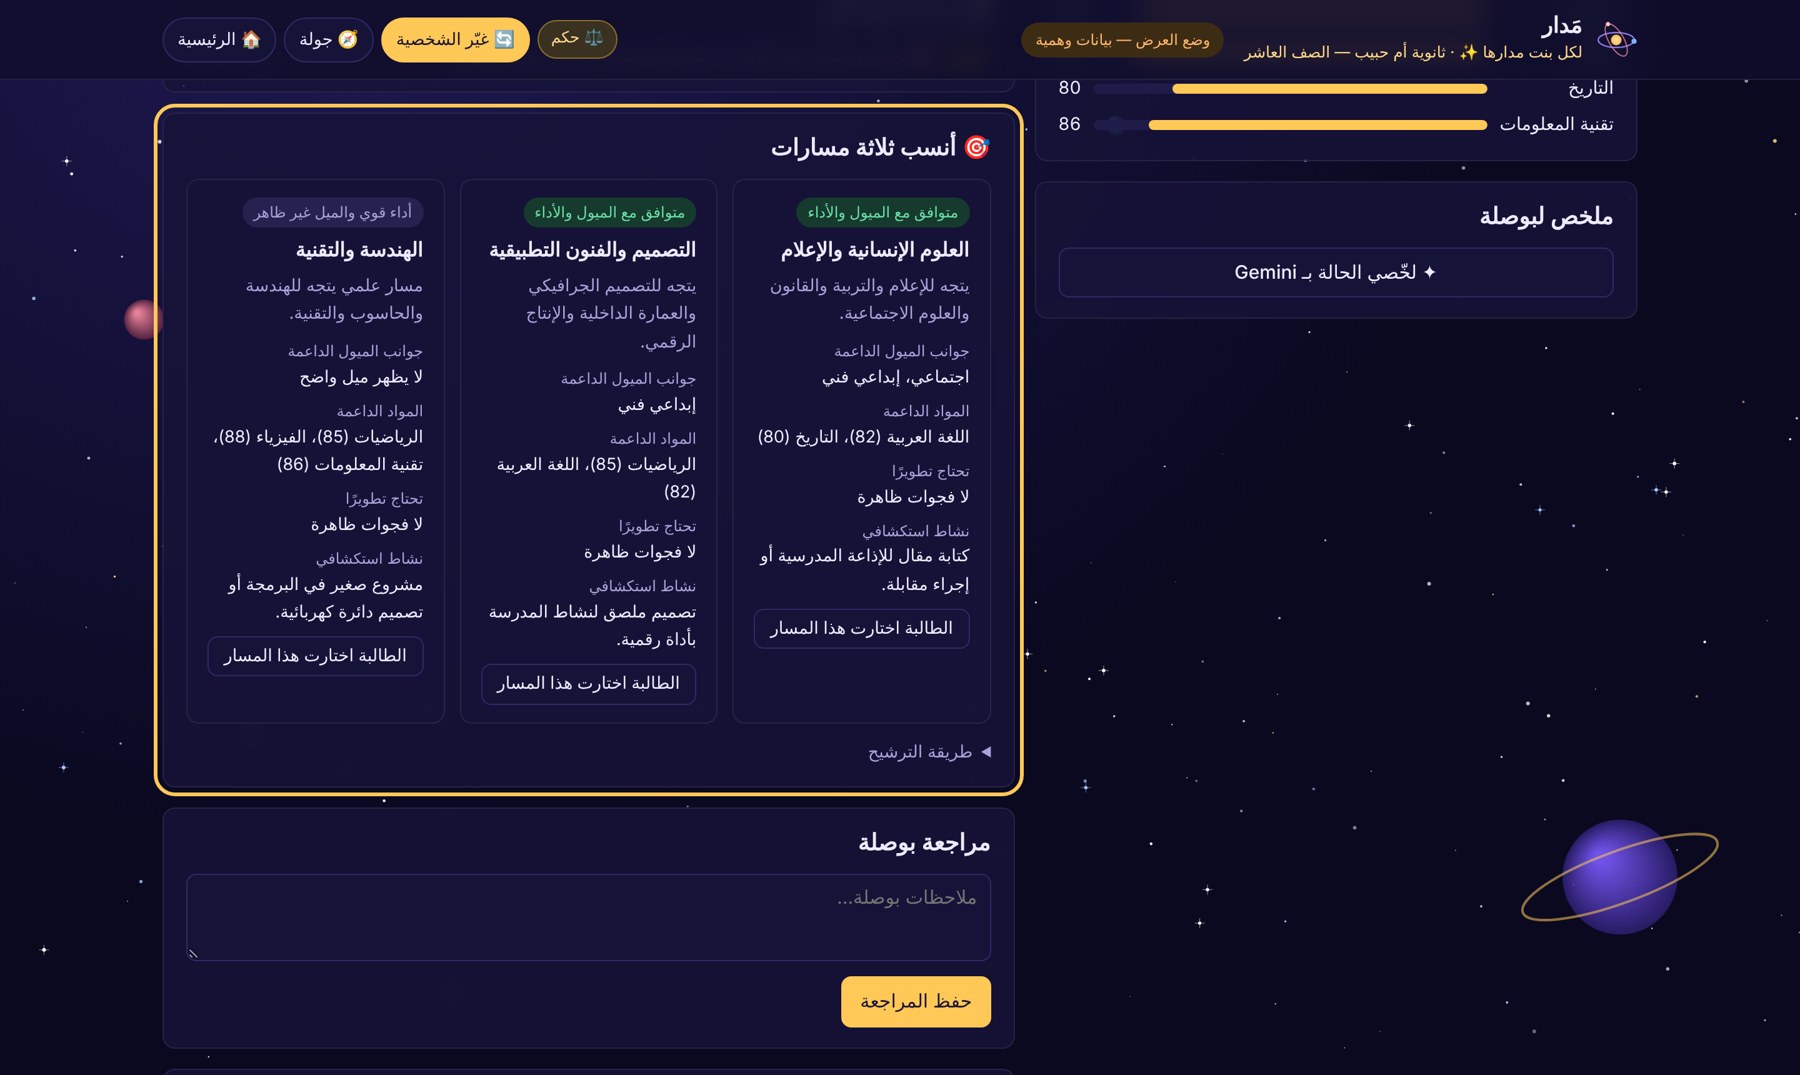 مَدار
لكل بنت مدارها ✨ · ثانوية أم حبيب — الصف العاشر
وضع العرض — بيانات وهمية
⚖️ حكم
🔄 غيّر الشخصية
🧭 جولة
🏠 الرئيسية
التاريخ 80
تقنية المعلومات 86
ملخص لبوصلة
✦ لخّصي الحالة بـ Gemini
🎯 أنسب ثلاثة مسارات
متوافق مع الميول والأداء
العلوم الإنسانية والإعلام
يتجه للإعلام والتربية والقانون
والعلوم الاجتماعية.
جوانب الميول الداعمة
اجتماعي، إبداعي فني
المواد الداعمة
اللغة العربية (82)، التاريخ (80)
تحتاج تطويرًا
لا فجوات ظاهرة
نشاط استكشافي
كتابة مقال للإذاعة المدرسية أو
إجراء مقابلة.
الطالبة اختارت هذا المسار
متوافق مع الميول والأداء
التصميم والفنون التطبيقية
يتجه للتصميم الجرافيكي
والعمارة الداخلية والإنتاج
الرقمي.
جوانب الميول الداعمة
إبداعي فني
المواد الداعمة
الرياضيات (85)، اللغة العربية
(82)
تحتاج تطويرًا
لا فجوات ظاهرة
نشاط استكشافي
تصميم ملصق لنشاط المدرسة
بأداة رقمية.
الطالبة اختارت هذا المسار
أداء قوي والميل غير ظاهر
الهندسة والتقنية
مسار علمي يتجه للهندسة
والحاسوب والتقنية.
جوانب الميول الداعمة
لا يظهر ميل واضح
المواد الداعمة
الرياضيات (85)، الفيزياء (88)،
تقنية المعلومات (86)
تحتاج تطويرًا
لا فجوات ظاهرة
نشاط استكشافي
مشروع صغير في البرمجة أو
تصميم دائرة كهربائية.
الطالبة اختارت هذا المسار
◀ طريقة الترشيح
مراجعة بوصلة
ملاحظات بوصلة...
حفظ المراجعة